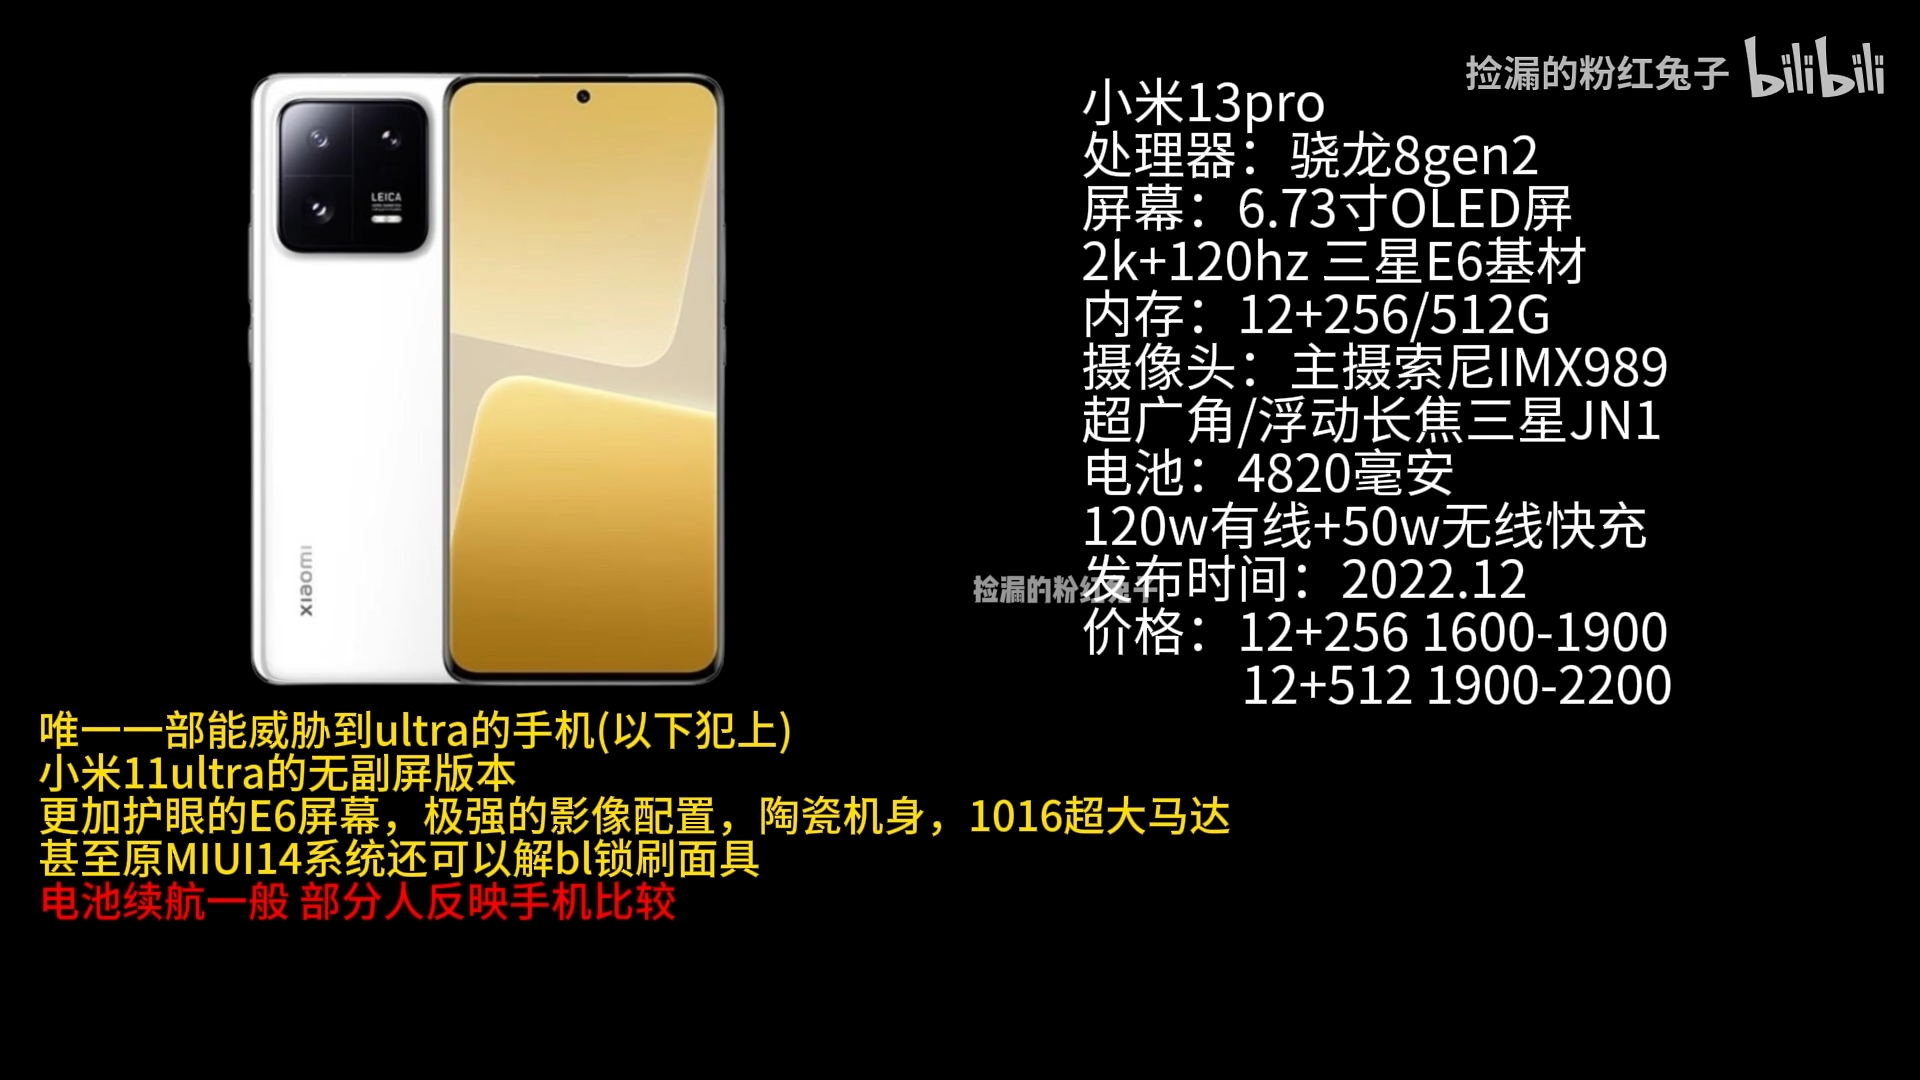 捡漏的粉红兔子 bilibili
LEICA
xiaomi
小米13pro
处理器：骁龙8gen2
屏幕：6.73寸OLED屏
2k+120hz 三星E6基材
内存：12+256/512G
摄像头：主摄索尼IMX989
超广角/浮动长焦三星JN1
电池：4820毫安
120w有线+50w无线快充
发布时间：2022.12
捡漏的粉红兔子
价格：12+256 1600-1900
12+512 1900-2200
唯一一部能威胁到ultra的手机(以下犯上)
小米11ultra的无副屏版本
更加护眼的E6屏幕，极强的影像配置，陶瓷机身，1016超大马达
甚至原MIUI14系统还可以解bl锁刷面具
电池续航一般 部分人反映手机比较